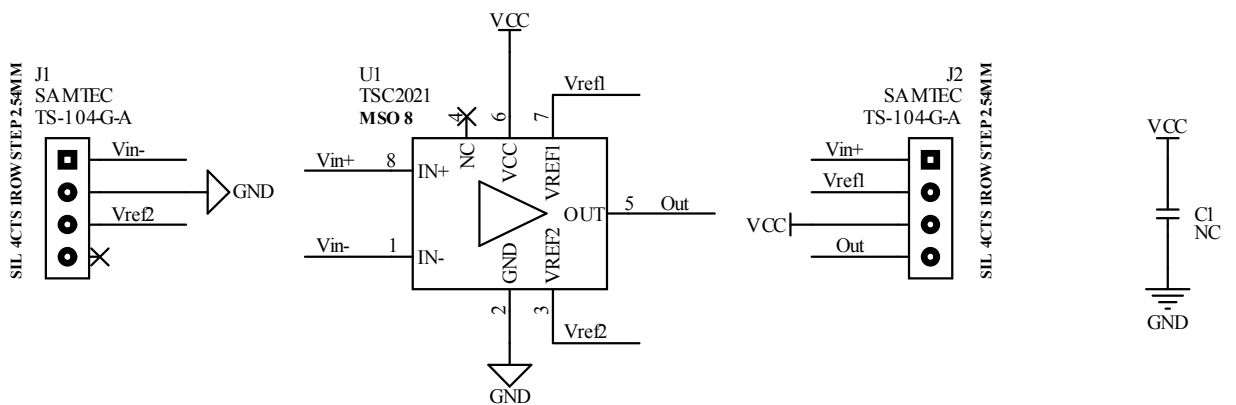 SIL 4CTS 1ROW STEP 2.54MM
J1
SAMTEC
TS-104-G-A
Vin-
GND
Vref2
U1
TSC2021
MSO 8
VCC
Vref1
4
6
7
NC
VCC
VREF1
Vin+
8
IN+
OUT
5
Out
Vin-
1
IN-
GND
VREF2
2
3
Vref2
GND
J2
SAMTEC
TS-104-G-A
Vin+
Vref1
VCC
Out
SIL 4CTS 1ROW STEP 2.54MM
VCC
C1
NC
GND